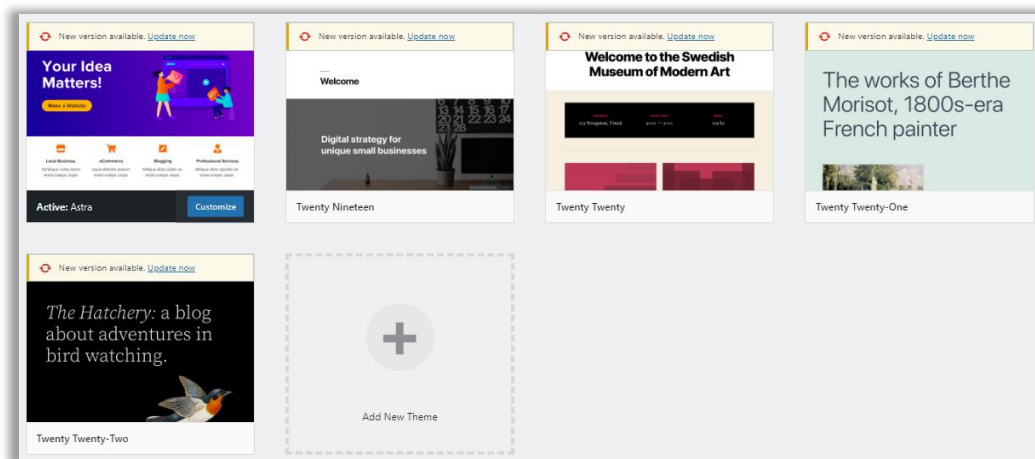 New version available. Update now
Your Idea
Matters!
Make a Website
Local Business
eCommerce
Blogging
Professional Services
Active: Astra
Customize
New version available. Update now
Welcome
Digital strategy for
unique small businesses
Twenty Nineteen
New version available. Update now
Welcome to the Swedish
Museum of Modern Art
Twenty Twenty
New version available. Update now
The works of Berthe
Morisot, 1800s-era
French painter
Twenty Twenty-One
New version available. Update now
The Hatchery: a blog
about adventures in
bird watching.
Twenty Twenty-Two
Add New Theme